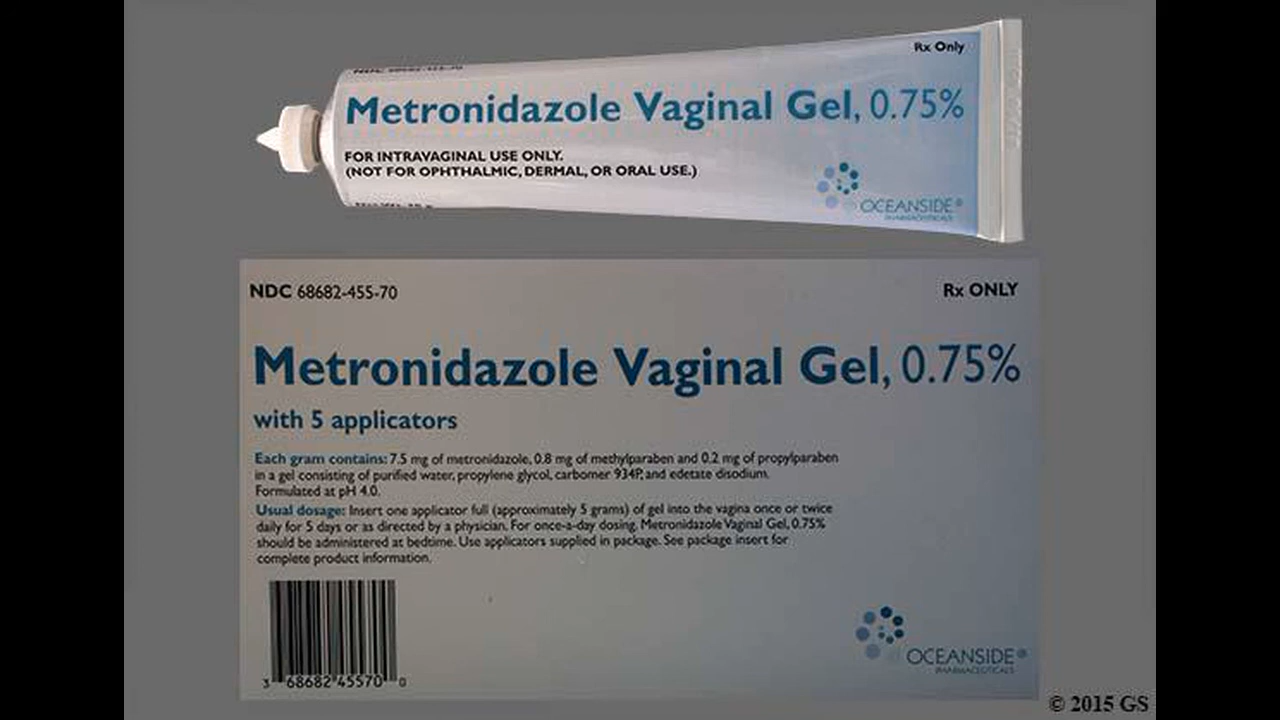 Rx Only
Metronidazole Vaginal Gel, 0.75%
FOR INTRAVAGINAL USE ONLY.
(NOT FOR OPHTHALMIC, DERMAL, OR ORAL USE.)
OCEANSIDE®
PHARMACEUTICALS
NDC 68682-455-70
Rx ONLY
Metronidazole Vaginal Gel, 0.75%
with 5 applicators
Each gram contains: 7.5 mg of metronidazole, 0.8 mg of methylparaben and 0.2 mg of propylparaben
in a gel consisting of purified water, propylene glycol, carbomer 934P, and edetate disodium.
Formulated at pH 4.0.
Usual dosage: Insert one applicator full (approximately 5 grams) of gel into the vagina once or twice
daily for 5 days or as directed by a physician. For once-a-day dosing, Metronidazole Vaginal Gel, 0.75%
should be administered at bedtime. Use applicators supplied in package. See package insert for
complete product information.
3 68682 45570 0
OCEANSIDE®
PHARMACEUTICALS
© 2015 GS